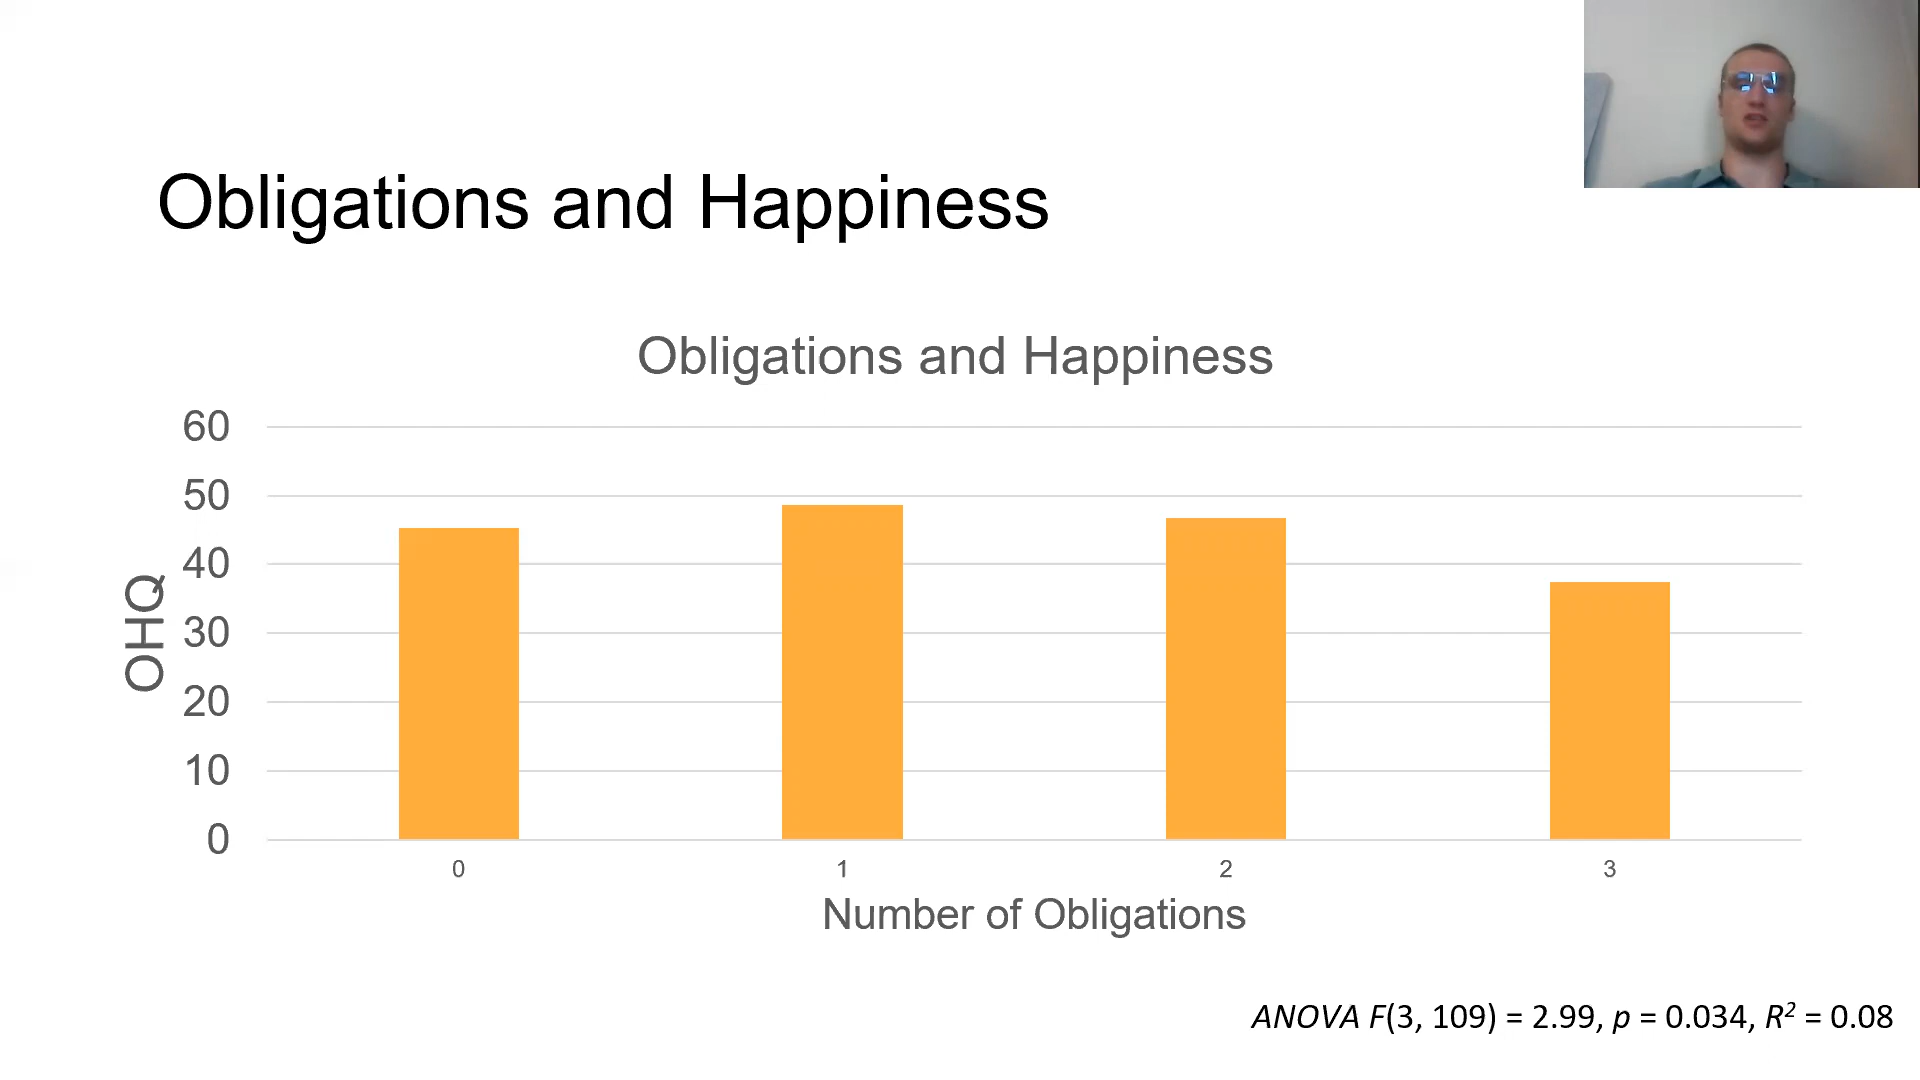 Obligations and Happiness
Obligations and Happiness
60
50
40
30
20
10
0
OHQ
0 1 2 3
Number of Obligations
ANOVA F(3, 109) = 2.99, p = 0.034, R² = 0.08